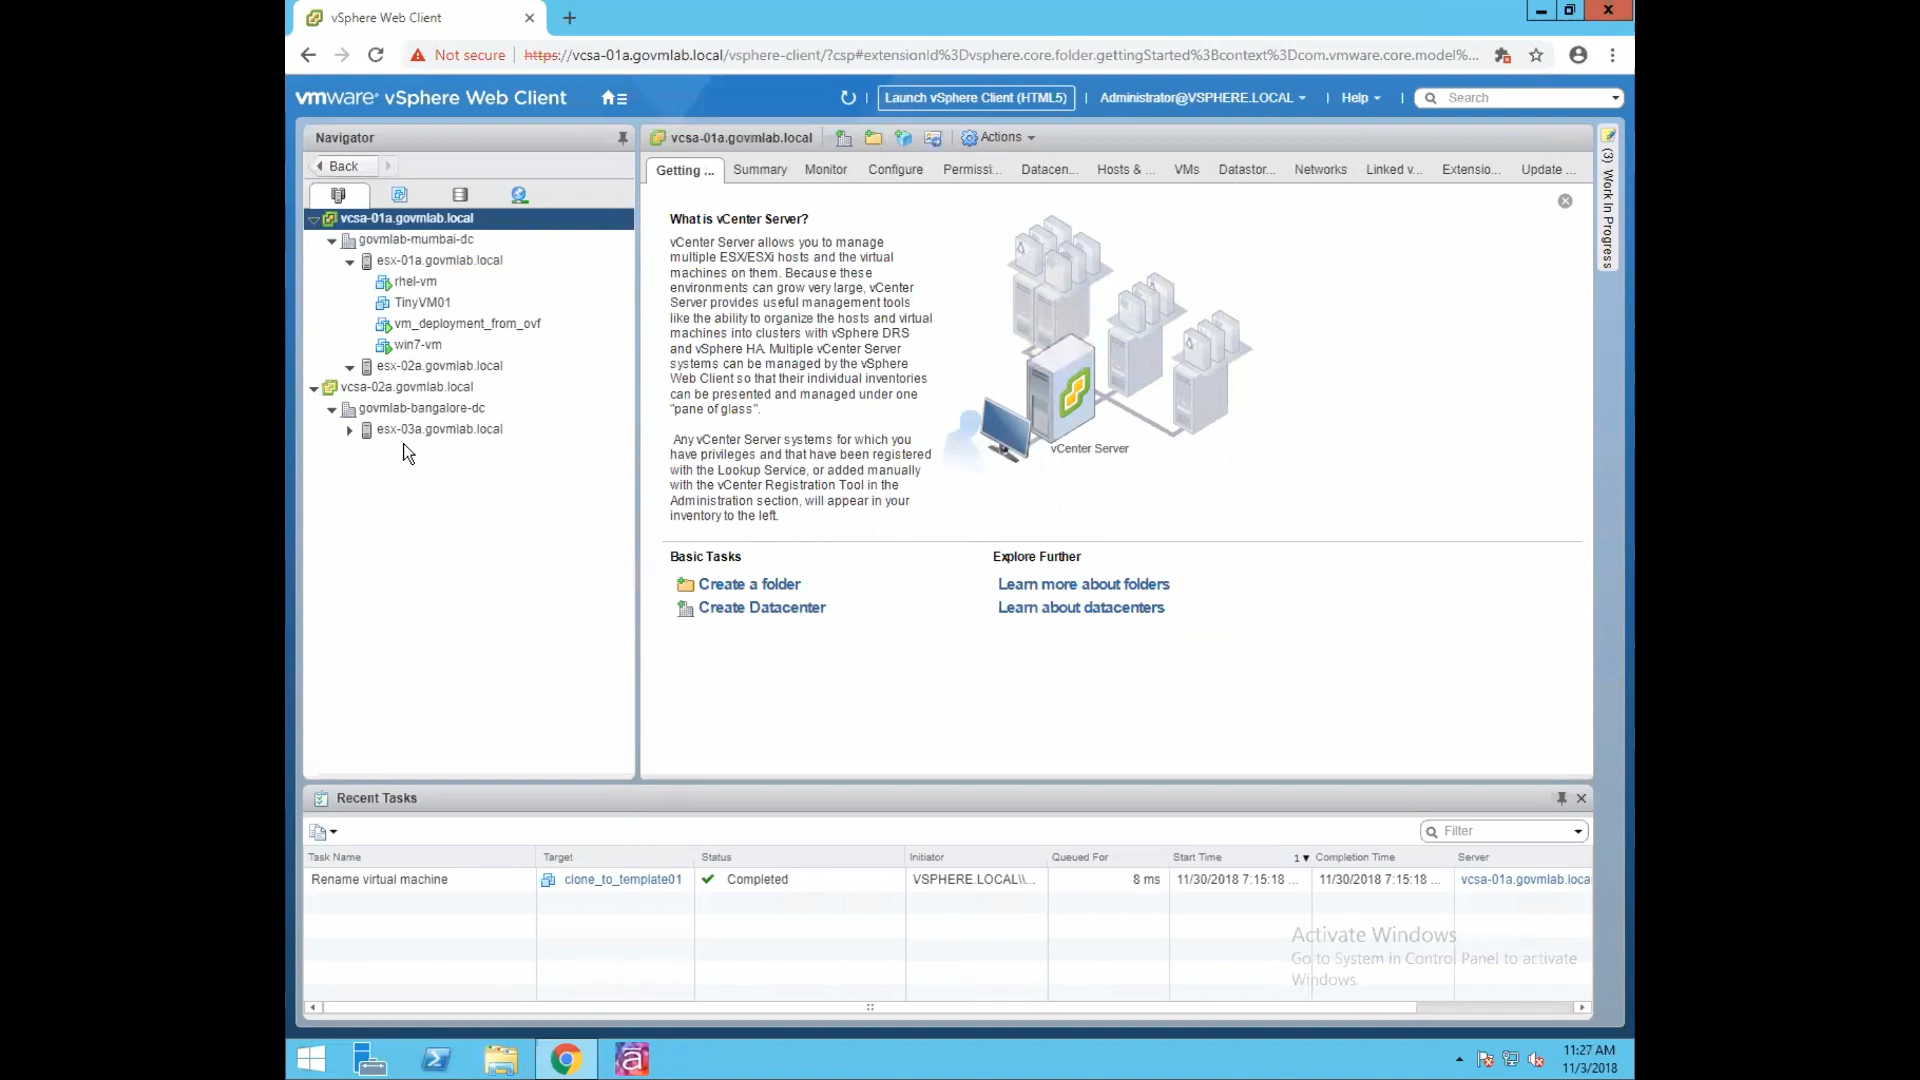 vSphere Web Client
Not secure
https://vcsa-01a.govmlab.local/vsphere-client/?csp#extensionId%3Dvsphere.core.folder.gettingStarted%3Bcontext%3Dcom.vmware.core.model%...
vmware® vSphere Web Client
Launch vSphere Client (HTML5)
Administrator@VSPHERE.LOCAL
Help
Search
Navigator
Back
vcsa-01a.govmlab.local
govmlab-mumbai-dc
esx-01a.govmlab.local
rhel-vm
TinyVM01
vm_deployment_from_ovf
win7-vm
esx-02a.govmlab.local
vcsa-02a.govmlab.local
govmlab-bangalore-dc
esx-03a.govmlab.local
vcsa-01a.govmlab.local
Actions
Getting ...
Summary
Monitor
Configure
Permissi...
Datacen...
Hosts & ...
VMs
Datastor...
Networks
Linked v...
Extensio...
Update ...
What is vCenter Server?
vCenter Server allows you to manage
multiple ESX/ESXi hosts and the virtual
machines on them. Because these
environments can grow very large, vCenter
Server provides useful management tools
like the ability to organize the hosts and virtual
machines into clusters with vSphere DRS
and vSphere HA. Multiple vCenter Server
systems can be managed by the vSphere
Web Client so that their individual inventories
can be presented and managed under one
"pane of glass".
Any vCenter Server systems for which you
have privileges and that have been registered
with the Lookup Service, or added manually
with the vCenter Registration Tool in the
Administration section, will appear in your
inventory to the left.
vCenter Server
Basic Tasks
Create a folder
Create Datacenter
Explore Further
Learn more about folders
Learn about datacenters
(3) Work In Progress
Recent Tasks
Filter
Task Name
Target
Status
Initiator
Queued For
Start Time
1
Completion Time
Server
Rename virtual machine
clone_to_template01
Completed
VSPHERE.LOCAL\\...
8 ms
11/30/2018 7:15:18 ...
11/30/2018 7:15:18 ...
vcsa-01a.govmlab.loca
Activate Windows
Go to System in Control Panel to activate
Windows.
11:27 AM
11/3/2018